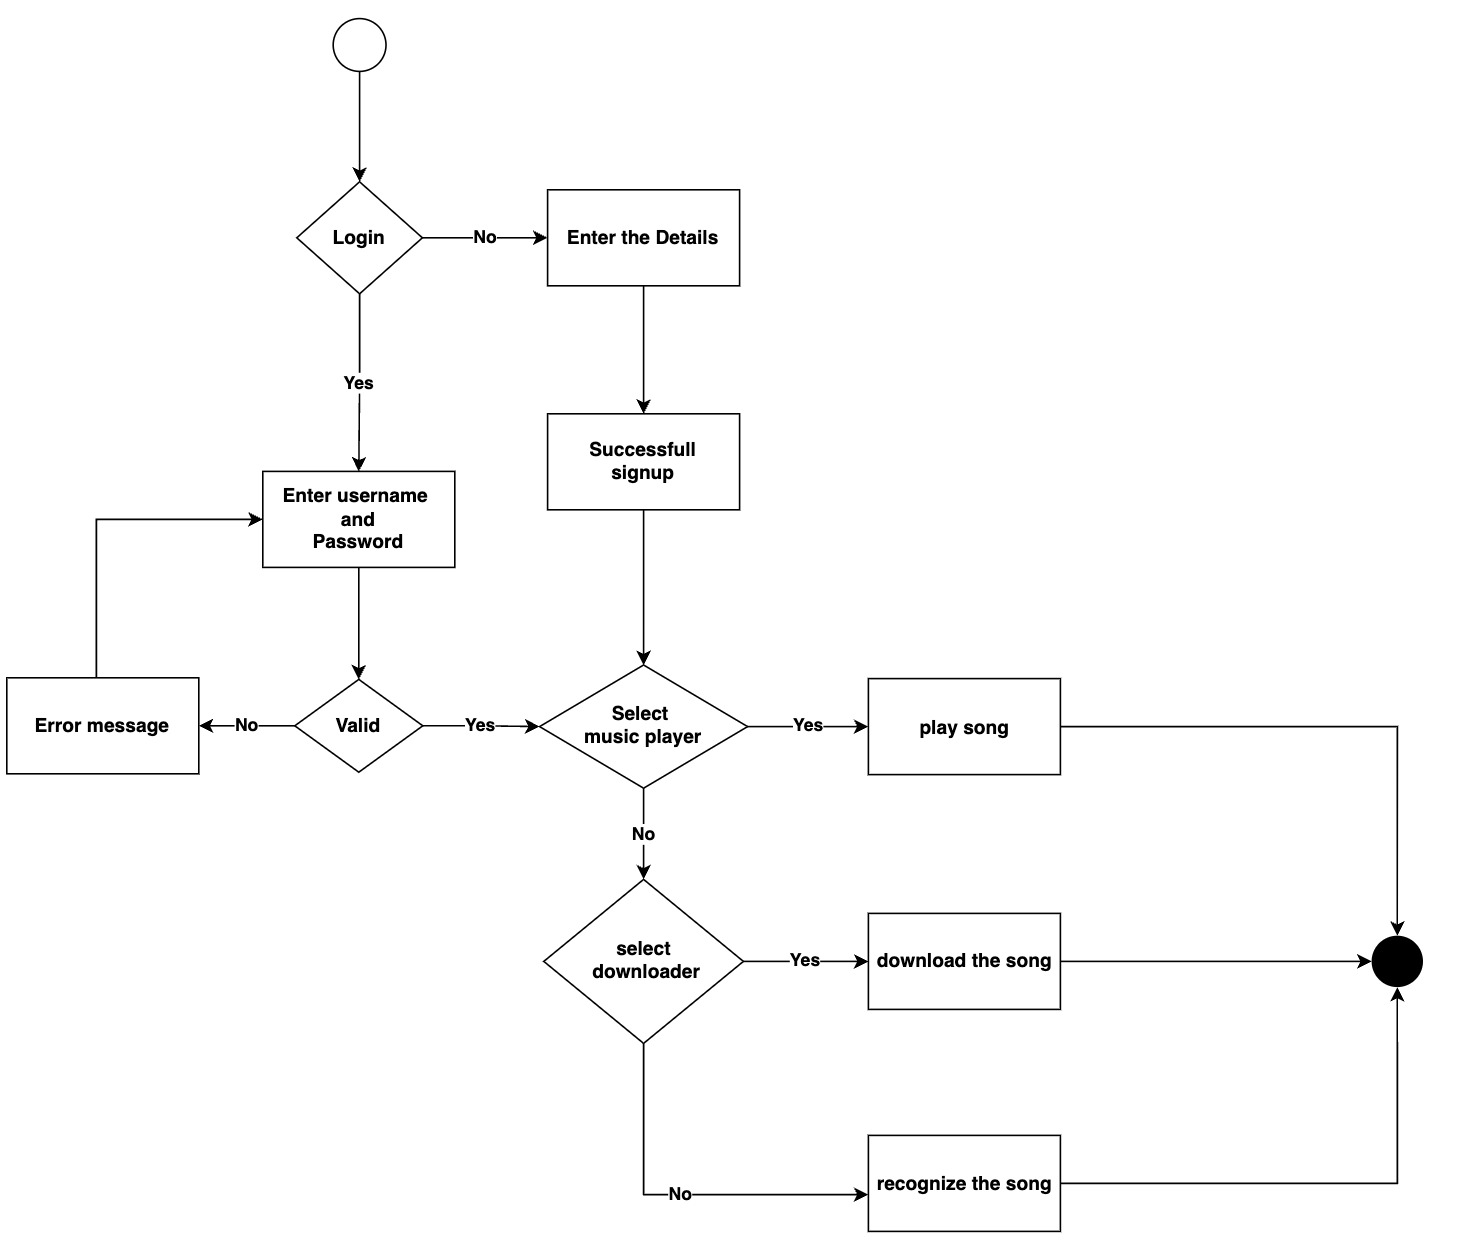 Login
No
Enter the Details
Yes
Successfull
signup
Enter username
and
Password
Error message
No
Valid
Yes
Select
music player
Yes
play song
No
select
downloader
Yes
download the song
No
recognize the song